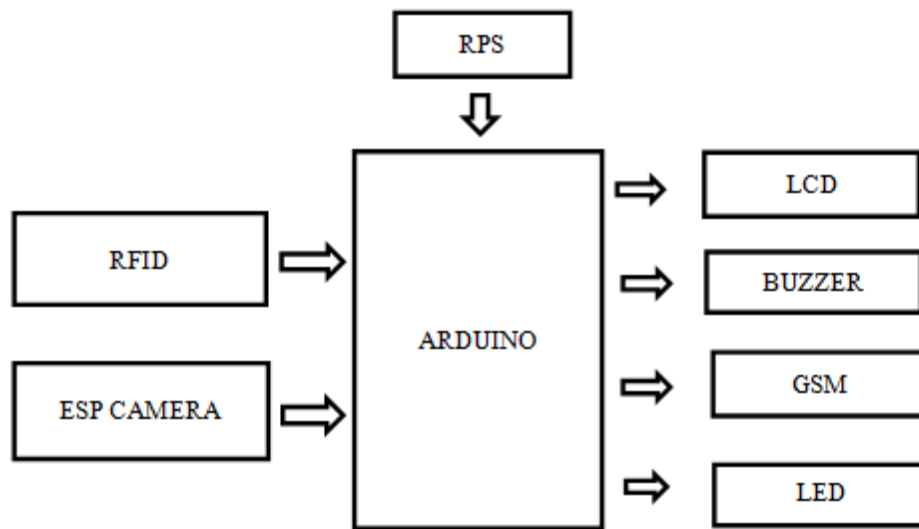 RPS
LCD
RFID
BUZZER
ARDUINO
GSM
ESP CAMERA
LED